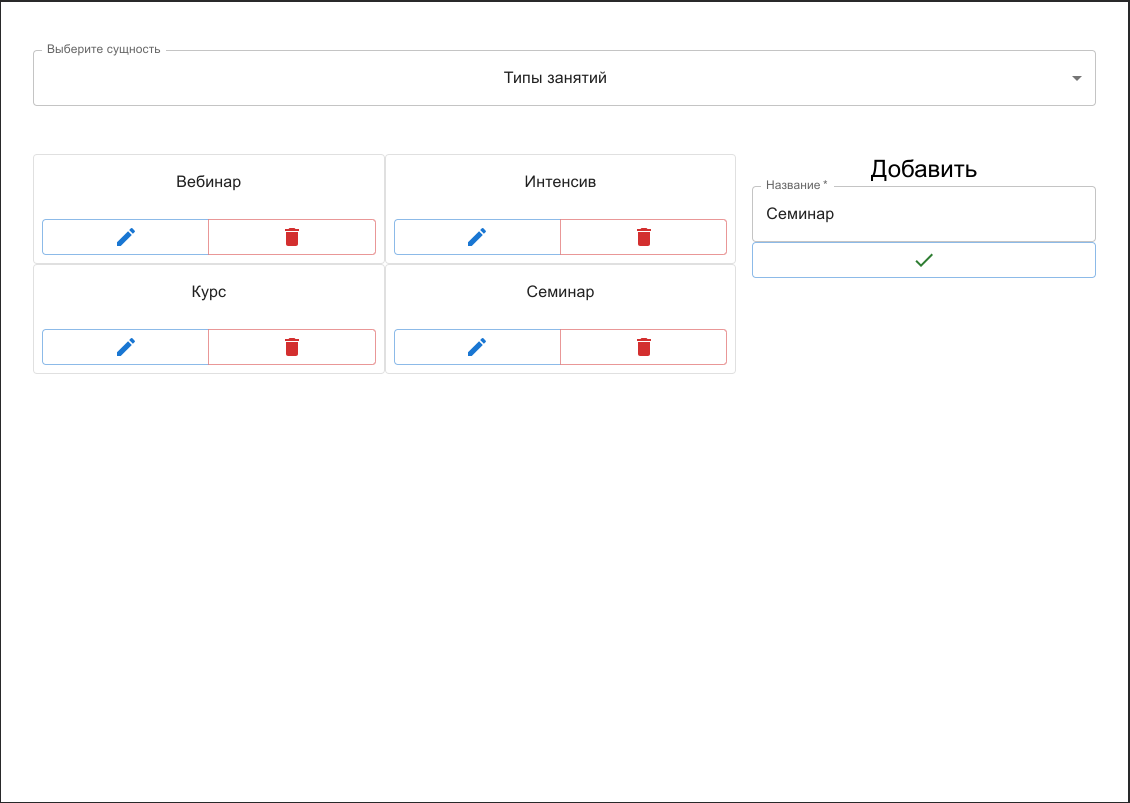 Выберите сущность
Типы занятий
Вебинар
Интенсив
Курс
Семинар
Добавить
Название *
Семинар